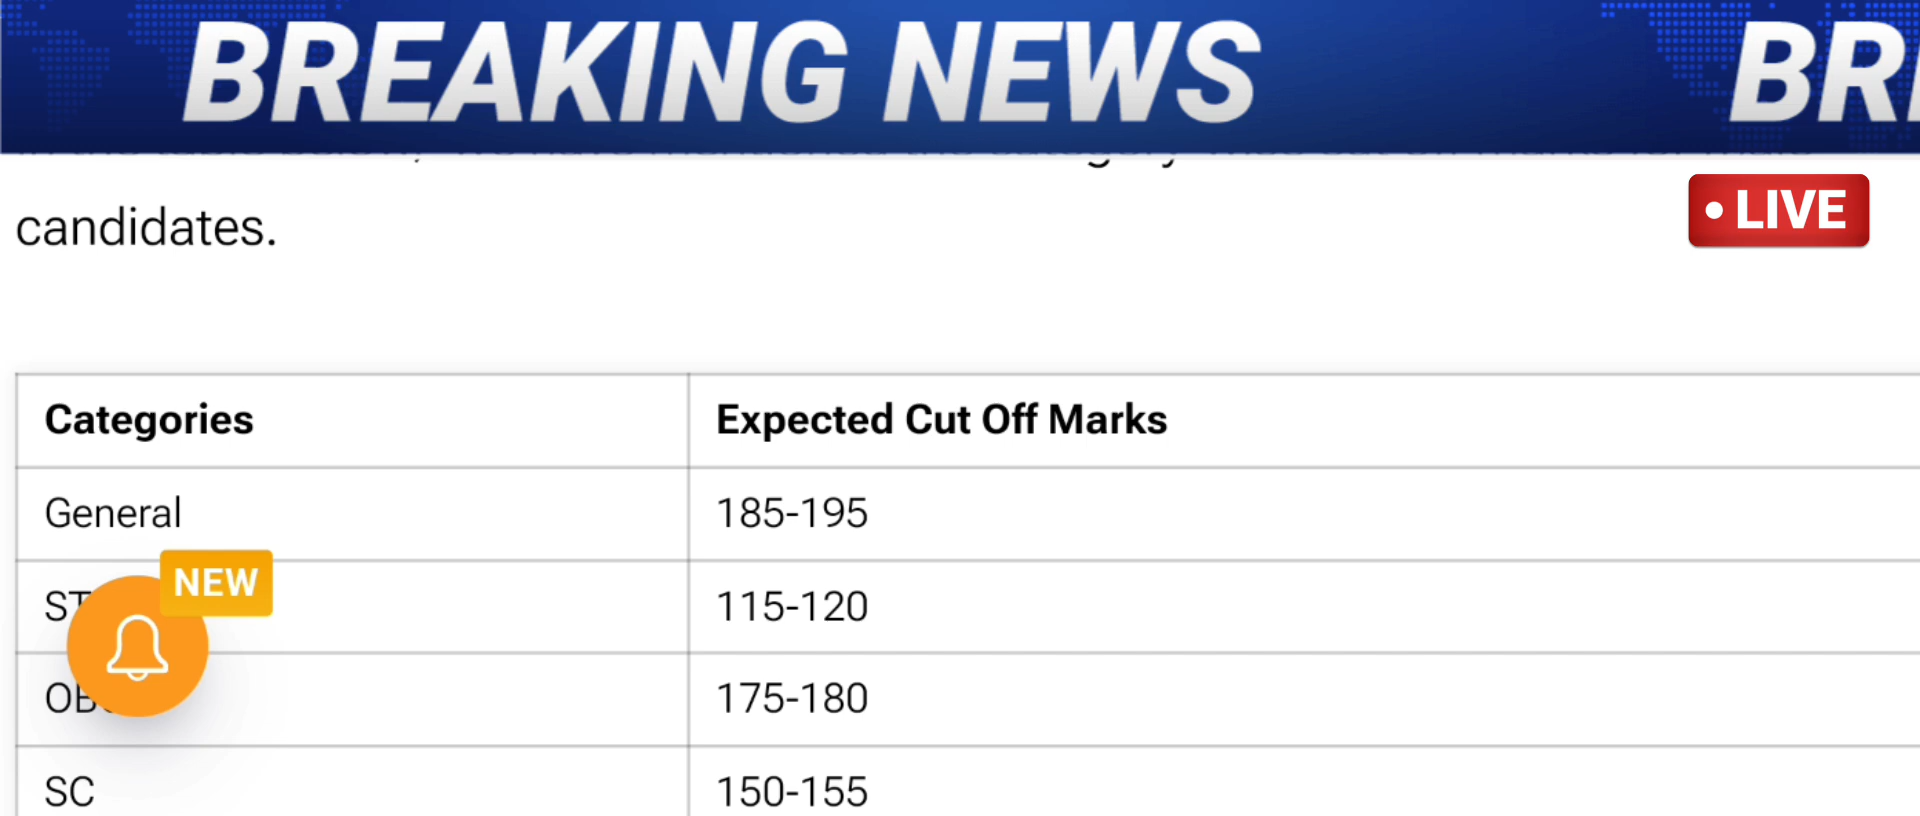 BREAKING NEWS
candidates.
LIVE
Categories Expected Cut Off Marks
General 185-195
NEW
ST 115-120
175-180
SC 150-155